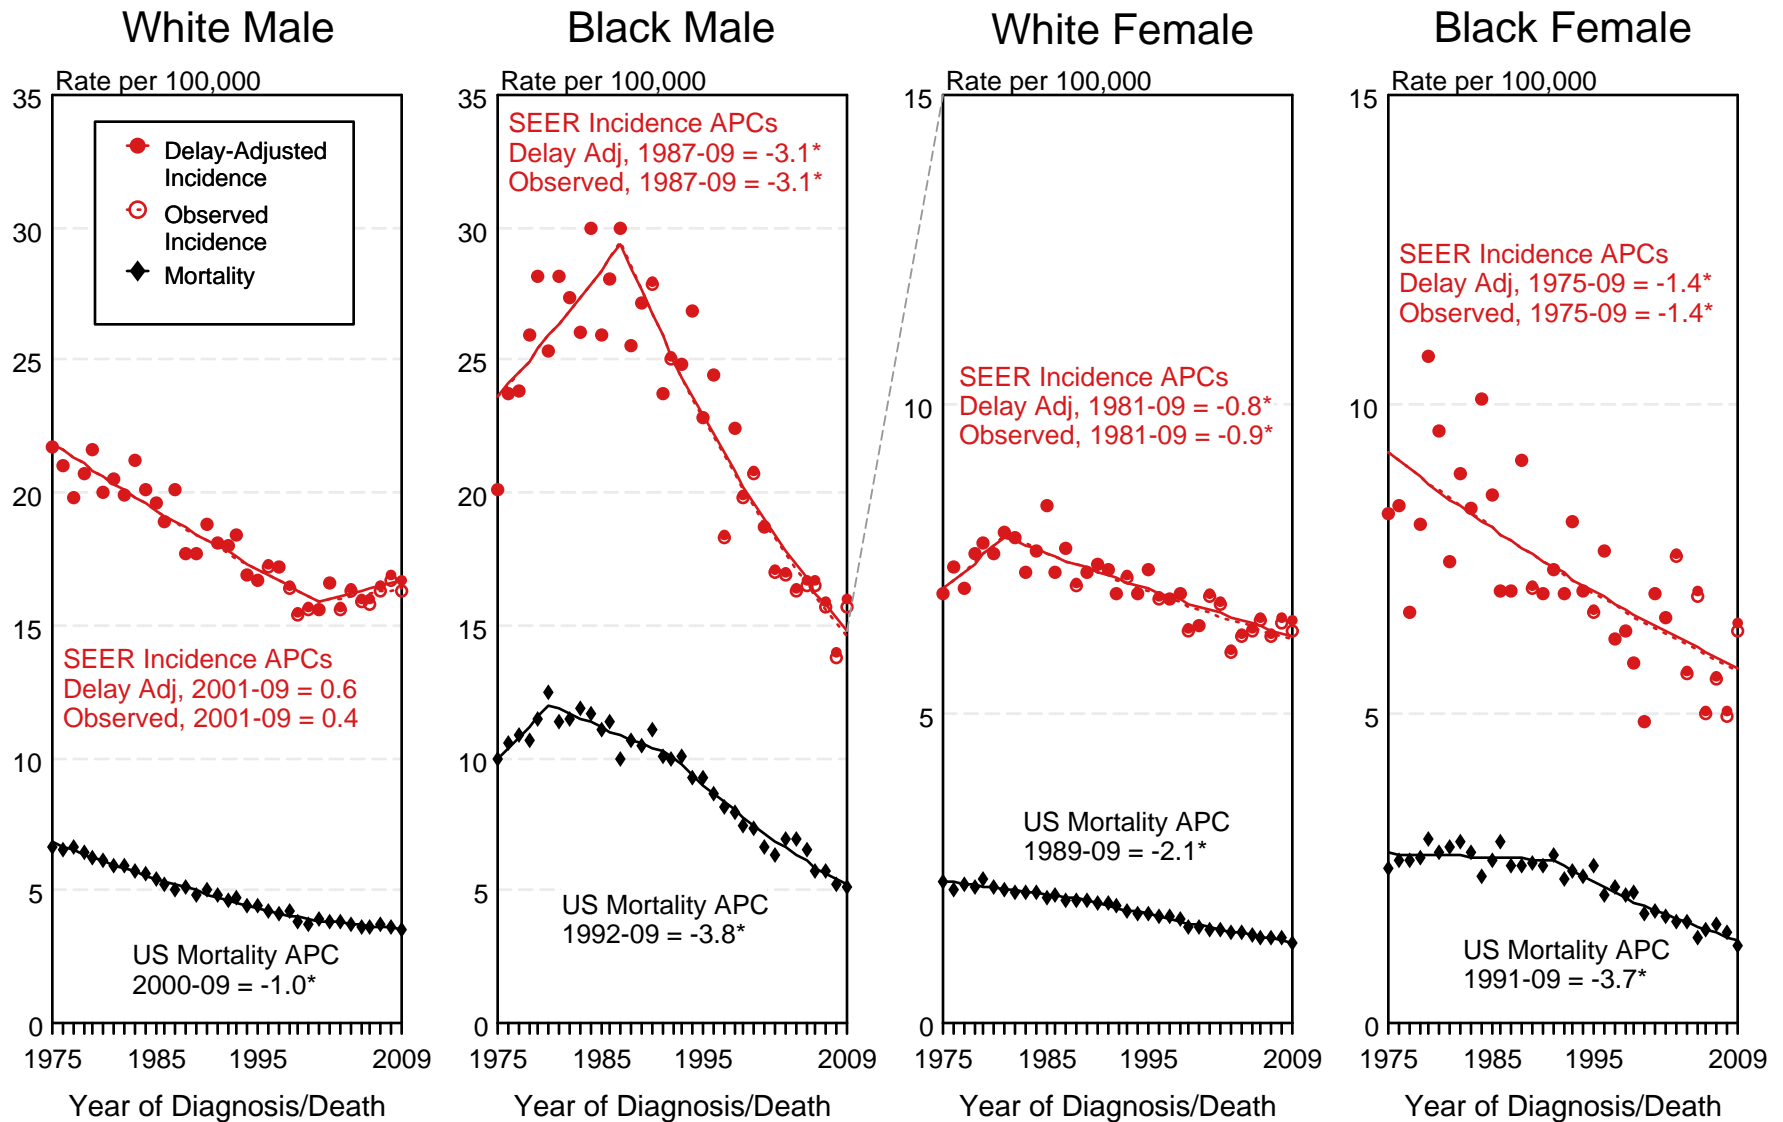 White Male
Black Male
White Female
Black Female
Rate per 100,000
Rate per 100,000
Rate per 100,000
Rate per 100,000
35
30
25
20
15
10
5
0
Delay-Adjusted
Incidence
Observed
Incidence
Mortality
SEER Incidence APCs
Delay Adj, 2001-09 = 0.6
Observed, 2001-09 = 0.4
US Mortality APC
2000-09 = -1.0*
1975
1985
1995
2009
Year of Diagnosis/Death
35
30
25
20
15
10
5
0
SEER Incidence APCs
Delay Adj, 1987-09 = -3.1*
Observed, 1987-09 = -3.1*
US Mortality APC
1992-09 = -3.8*
1975
1985
1995
2009
Year of Diagnosis/Death
15
10
5
0
SEER Incidence APCs
Delay Adj, 1981-09 = -0.8*
Observed, 1981-09 = -0.9*
US Mortality APC
1989-09 = -2.1*
1975
1985
1995
2009
Year of Diagnosis/Death
15
10
5
0
SEER Incidence APCs
Delay Adj, 1975-09 = -1.4*
Observed, 1975-09 = -1.4*
US Mortality APC
1991-09 = -3.7*
1975
1985
1995
2009
Year of Diagnosis/Death